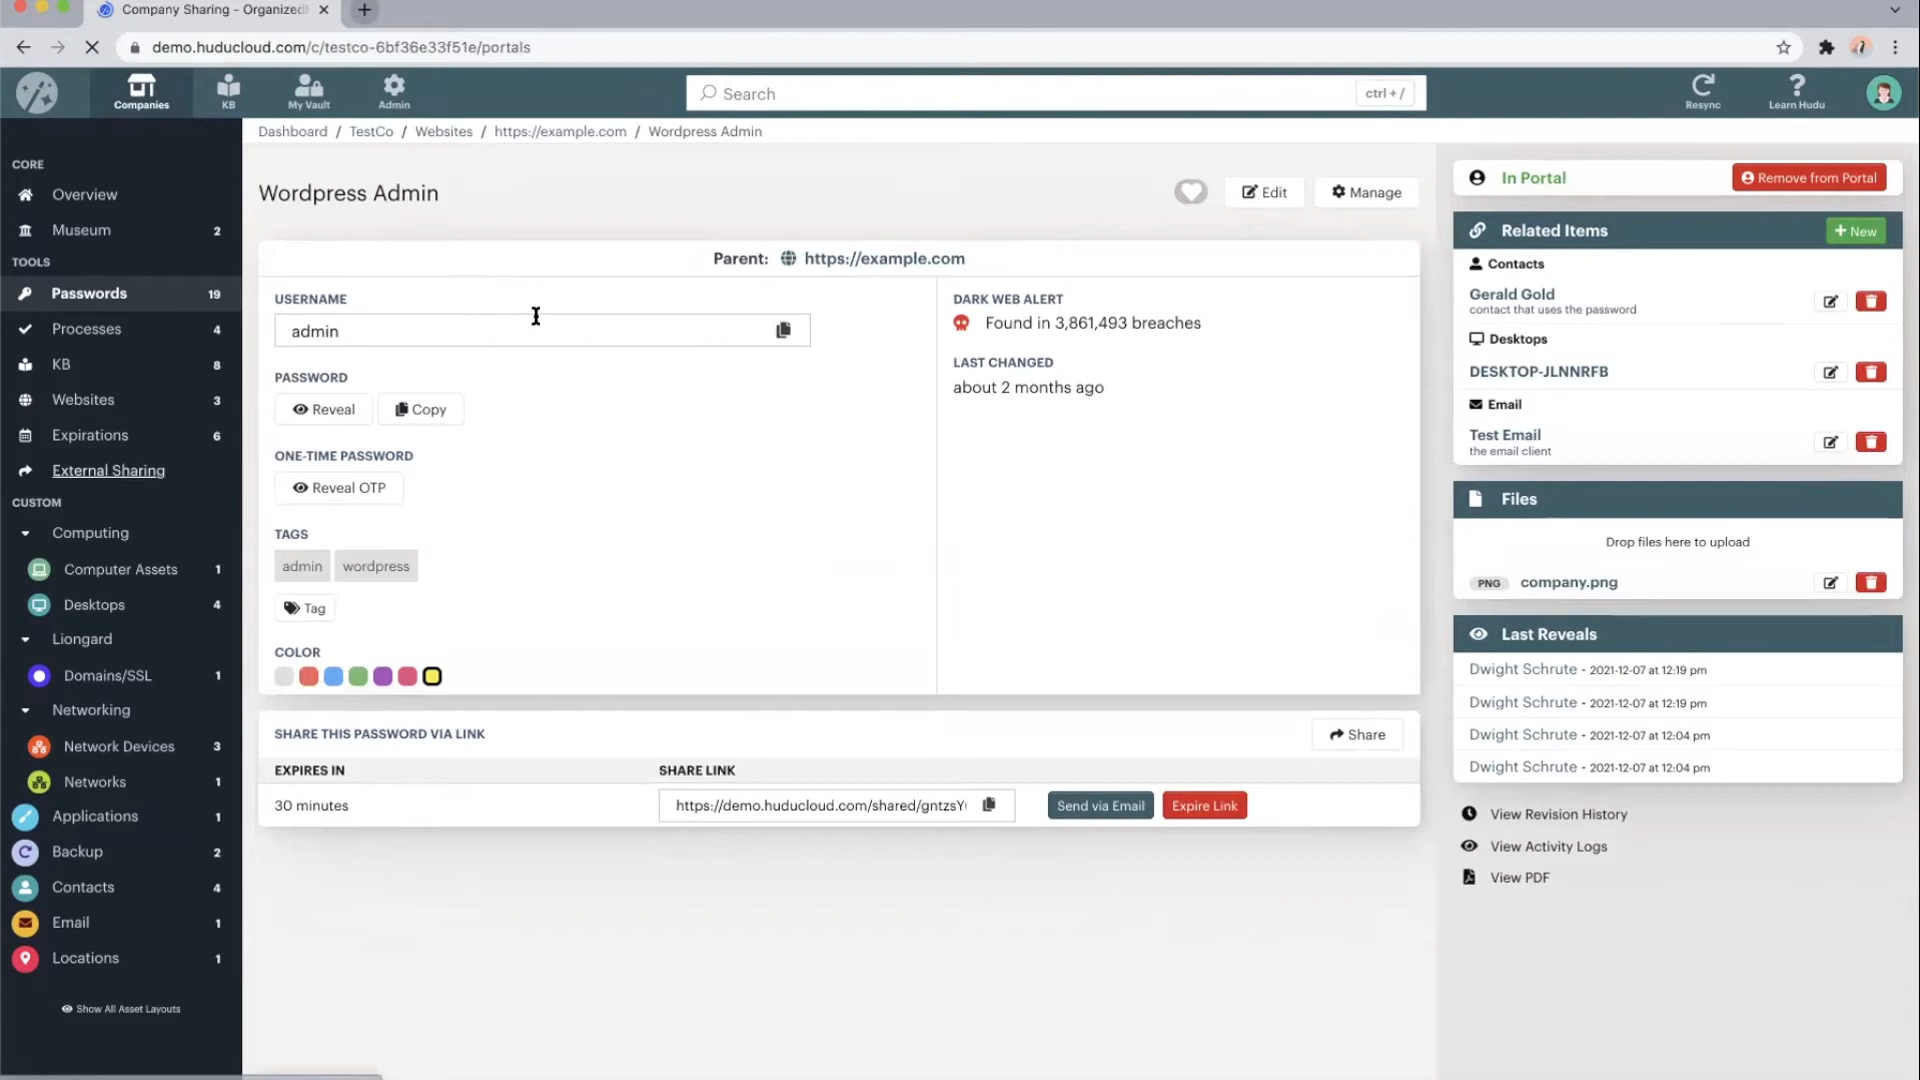 Company Sharing - Organized
demo.huducloud.com/c/testco-6bf36e33f51e/portals
Companies
KB
My Vault
Admin
Search
ctrl + /
Resync
Learn Hudu
Dashboard / TestCo / Websites / https://example.com / Wordpress Admin
CORE
Overview
Museum 2
TOOLS
Passwords 19
Processes 4
KB 8
Websites 3
Expirations 6
External Sharing
CUSTOM
Computing
Computer Assets 1
Desktops 4
Liongard
Domains/SSL 1
Networking
Network Devices 3
Networks 1
Applications 1
Backup 2
Contacts 4
Email 1
Locations 1
Show All Asset Layouts
Wordpress Admin
Edit
Manage
Parent: https://example.com
USERNAME
admin
PASSWORD
Reveal
Copy
ONE-TIME PASSWORD
Reveal OTP
TAGS
admin wordpress
Tag
COLOR
DARK WEB ALERT
Found in 3,861,493 breaches
LAST CHANGED
about 2 months ago
SHARE THIS PASSWORD VIA LINK
Share
EXPIRES IN SHARE LINK
30 minutes https://demo.huducloud.com/shared/gntzsY Send via Email Expire Link
In Portal
Remove from Portal
Related Items
+ New
Contacts
Gerald Gold
contact that uses the password
Desktops
DESKTOP-JLNNRFB
Email
Test Email
the email client
Files
Drop files here to upload
PNG company.png
Last Reveals
Dwight Schrute - 2021-12-07 at 12:19 pm
Dwight Schrute - 2021-12-07 at 12:19 pm
Dwight Schrute - 2021-12-07 at 12:04 pm
Dwight Schrute - 2021-12-07 at 12:04 pm
View Revision History
View Activity Logs
View PDF